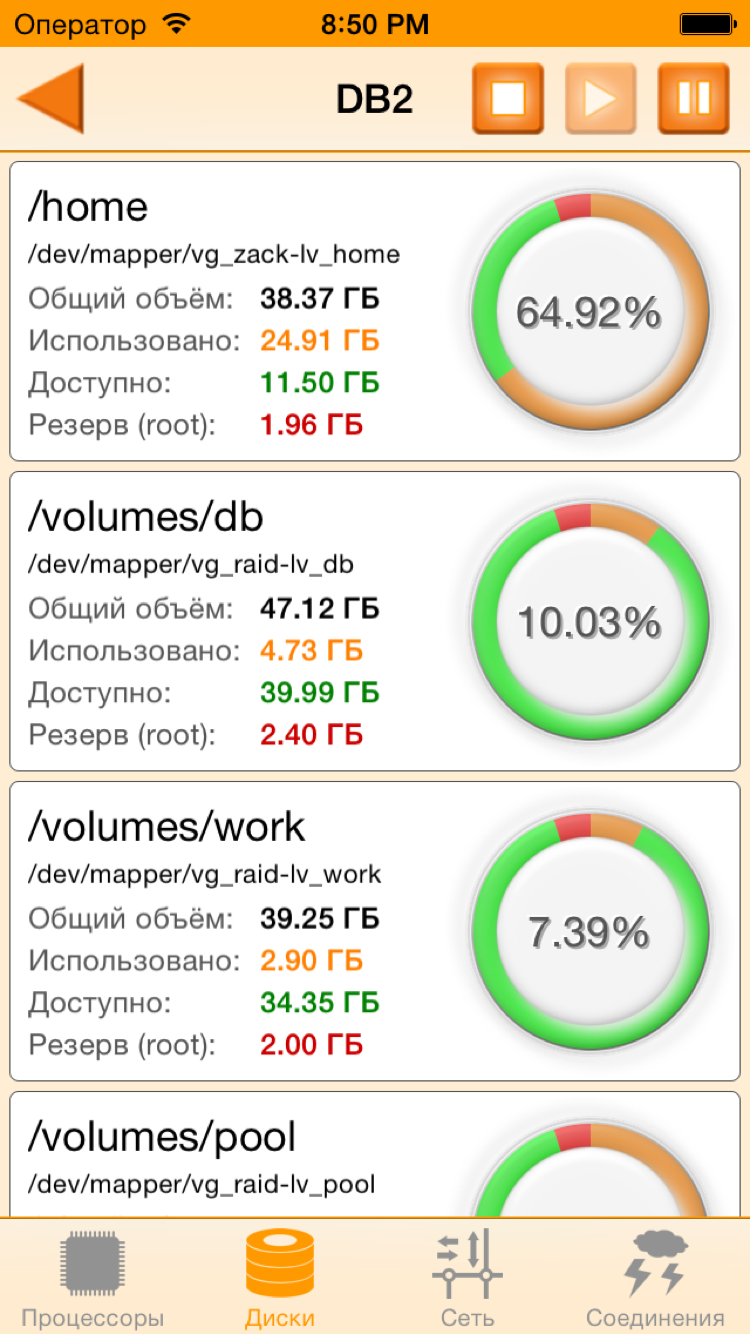 Оператор 8:50 PM
DB2
/home
/dev/mapper/vg_zack-lv_home
Общий объём: 38.37 ГБ
Использовано: 24.91 ГБ
Доступно: 11.50 ГБ
Резерв (root): 1.96 ГБ
64.92%
/volumes/db
/dev/mapper/vg_raid-lv_db
Общий объём: 47.12 ГБ
Использовано: 4.73 ГБ
Доступно: 39.99 ГБ
Резерв (root): 2.40 ГБ
10.03%
/volumes/work
/dev/mapper/vg_raid-lv_work
Общий объём: 39.25 ГБ
Использовано: 2.90 ГБ
Доступно: 34.35 ГБ
Резерв (root): 2.00 ГБ
7.39%
/volumes/pool
/dev/mapper/vg_raid-lv_pool
Процессоры Диски Сеть Соединения